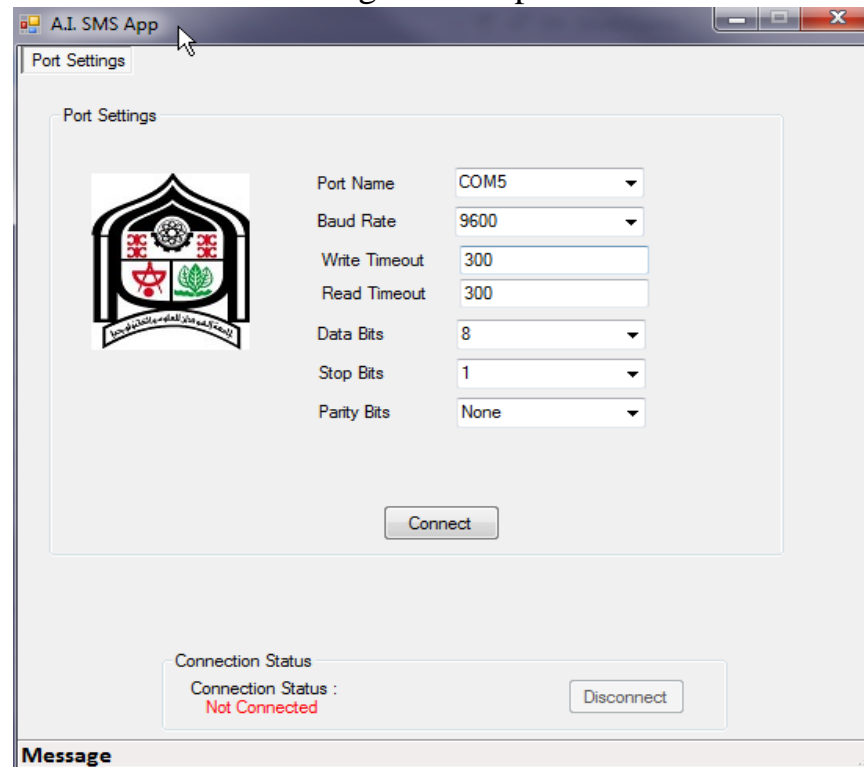 A.I. SMS App
Port Settings
Port Settings
Port Name COM5
Baud Rate 9600
Write Timeout 300
Read Timeout 300
Data Bits 8
Stop Bits 1
Parity Bits None
Connect
Connection Status
Connection Status :
Not Connected
Disconnect
Message